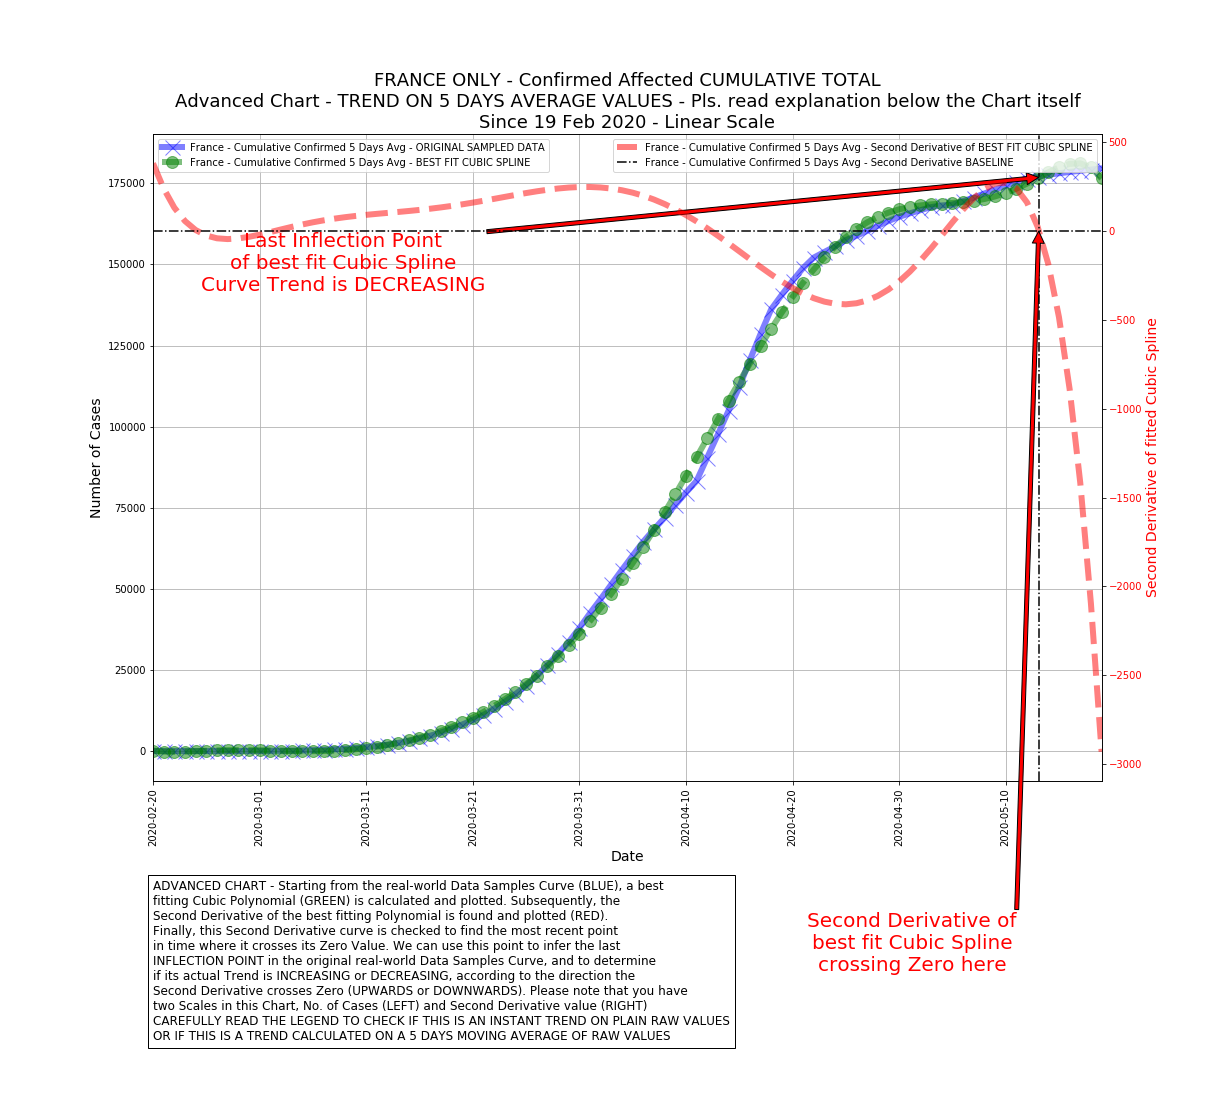 FRANCE ONLY - Confirmed Affected CUMULATIVE TOTAL
Advanced Chart - TREND ON 5 DAYS AVERAGE VALUES - Pls. read explanation below the Chart itself
Since 19 Feb 2020 - Linear Scale
France - Cumulative Confirmed 5 Days Avg - ORIGINAL SAMPLED DATA
France - Cumulative Confirmed 5 Days Avg - BEST FIT CUBIC SPLINE
France - Cumulative Confirmed 5 Days Avg - Second Derivative of BEST FIT CUBIC SPLINE
France - Cumulative Confirmed 5 Days Avg - Second Derivative BASELINE
Last Inflection Point
of best fit Cubic Spline
Curve Trend is DECREASING
Number of Cases
175000
150000
125000
100000
75000
50000
25000
0
500
0
−500
−1000
−1500
−2000
−2500
−3000
Second Derivative of fitted Cubic Spline
2020-02-20
2020-03-01
2020-03-11
2020-03-21
2020-03-31
2020-04-10
2020-04-20
2020-04-30
2020-05-10
Date
ADVANCED CHART - Starting from the real-world Data Samples Curve (BLUE), a best
fitting Cubic Polynomial (GREEN) is calculated and plotted. Subsequently, the
Second Derivative of the best fitting Polynomial is found and plotted (RED).
Finally, this Second Derivative curve is checked to find the most recent point
in time where it crosses its Zero Value. We can use this point to infer the last
INFLECTION POINT in the original real-world Data Samples Curve, and to determine
if its actual Trend is INCREASING or DECREASING, according to the direction the
Second Derivative crosses Zero (UPWARDS or DOWNWARDS). Please note that you have
two Scales in this Chart, No. of Cases (LEFT) and Second Derivative value (RIGHT)
CAREFULLY READ THE LEGEND TO CHECK IF THIS IS AN INSTANT TREND ON PLAIN RAW VALUES
OR IF THIS IS A TREND CALCULATED ON A 5 DAYS MOVING AVERAGE OF RAW VALUES
Second Derivative of
best fit Cubic Spline
crossing Zero here